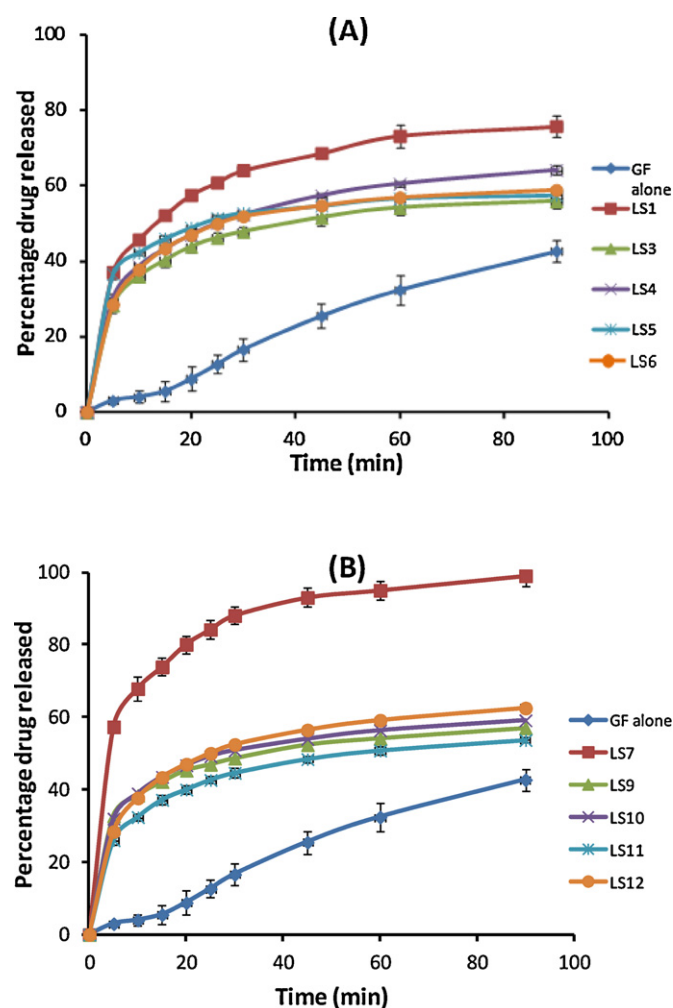 (A)
Percentage drug released
100
80
60
40
20
0
0 20 40 60 80 100
Time (min)
GF
alone
LS1
LS3
LS4
LS5
LS6
(B)
Percentage drug released
100
80
60
40
20
0
0 20 40 60 80 100
Time (min)
GF alone
LS7
LS9
LS10
LS11
LS12